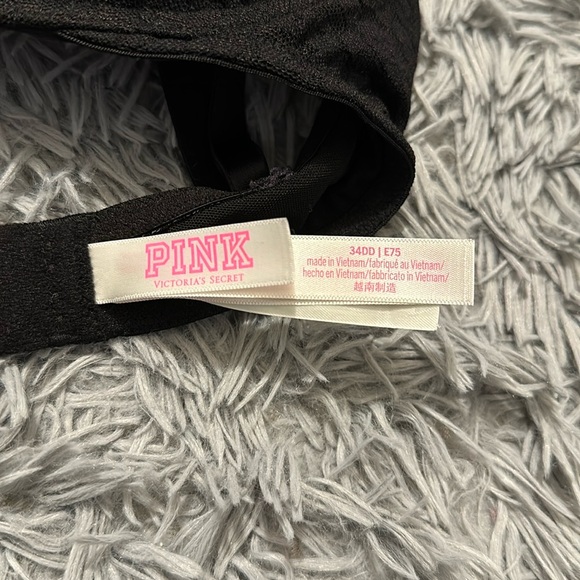 PINK
VICTORIA'S SECRET
34DD | E75
made in Vietnam/fabriqué au Vietnam/
hecho en Vietnam/fabbricato in Vietnam/
越南制造